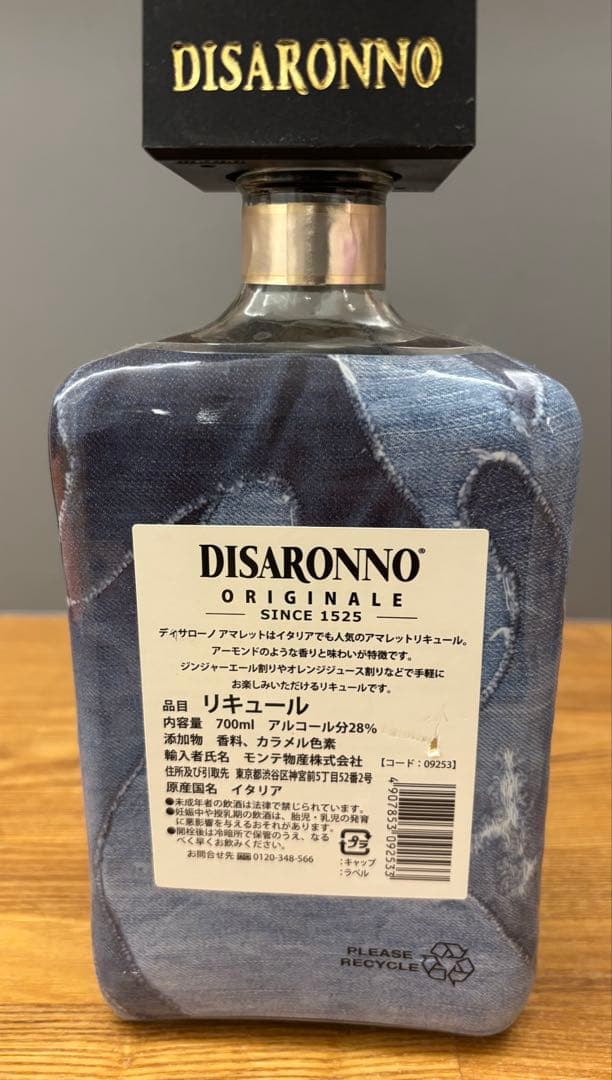 DISARONNO
DISARONNO®
ORIGINALE
SINCE 1525
ディサローノ アマレットはイタリアでも人気のアマレットリキュール。
アーモンドのような香りと味わいが特徴です。
ジンジャーエール割りやオレンジジュース割りなどで手軽に
お楽しみいただけるリキュールです。
品目 リキュール
内容量 700ml アルコール分28%
添加物 香料、カラメル色素
輸入者氏名 モンテ物産株式会社 【コード：09253】
住所及び引取先 東京都渋谷区神宮前5丁目52番2号
原産国名 イタリア
●未成年者の飲酒は法律で禁じられています。
●妊娠中や授乳期の飲酒は、胎児・乳児の発育
に悪影響を与えるおそれがあります。
●開栓後は冷暗所で保管のうえ、なる
べく早くお飲みください。
お問合せ先 0120-348-566
プラ
：キャップ
：ラベル
4907853092533
PLEASE
RECYCLE